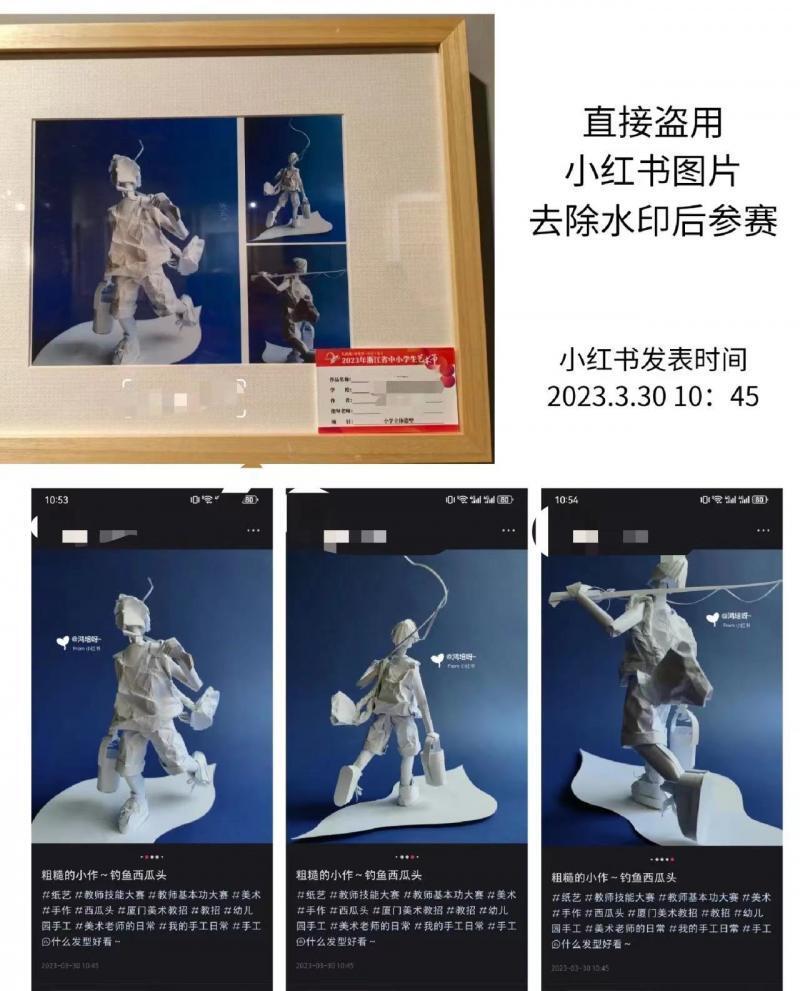 直接盗用
小红书图片
去除水印后参赛
小红书发表时间
2023.3.30 10：45
2023年浙江省中小学生艺术节
作品名称:
学 校:
作 者:
指导老师:
项 目:
小学立体造型
10:53
80
@鸿培呀~
From 小红书
粗糙的小作～钓鱼西瓜头
#纸艺 #教师技能大赛 #教师基本功大赛 #美术
#手作 #西瓜头 #厦门美术教招 #教招 #幼儿
园手工 #美术老师的日常 #我的手工日常 #手工
什么发型好看~
2023-03-30 10:45
80
@鸿培呀~
From 小红书
粗糙的小作～钓鱼西瓜头
#纸艺 #教师技能大赛 #教师基本功大赛 #美术
#手作 #西瓜头 #厦门美术教招 #教招 #幼儿
园手工 #美术老师的日常 #我的手工日常 #手工
什么发型好看~
2023-03-30 10:45
10:54
80
@鸿培呀~
From 小红书
粗糙的小作～钓鱼西瓜头
#纸艺 #教师技能大赛 #教师基本功大赛 #美术
#手作 #西瓜头 #厦门美术教招 #教招 #幼儿
园手工 #美术老师的日常 #我的手工日常 #手工
什么发型好看~
2023-03-30 10:45